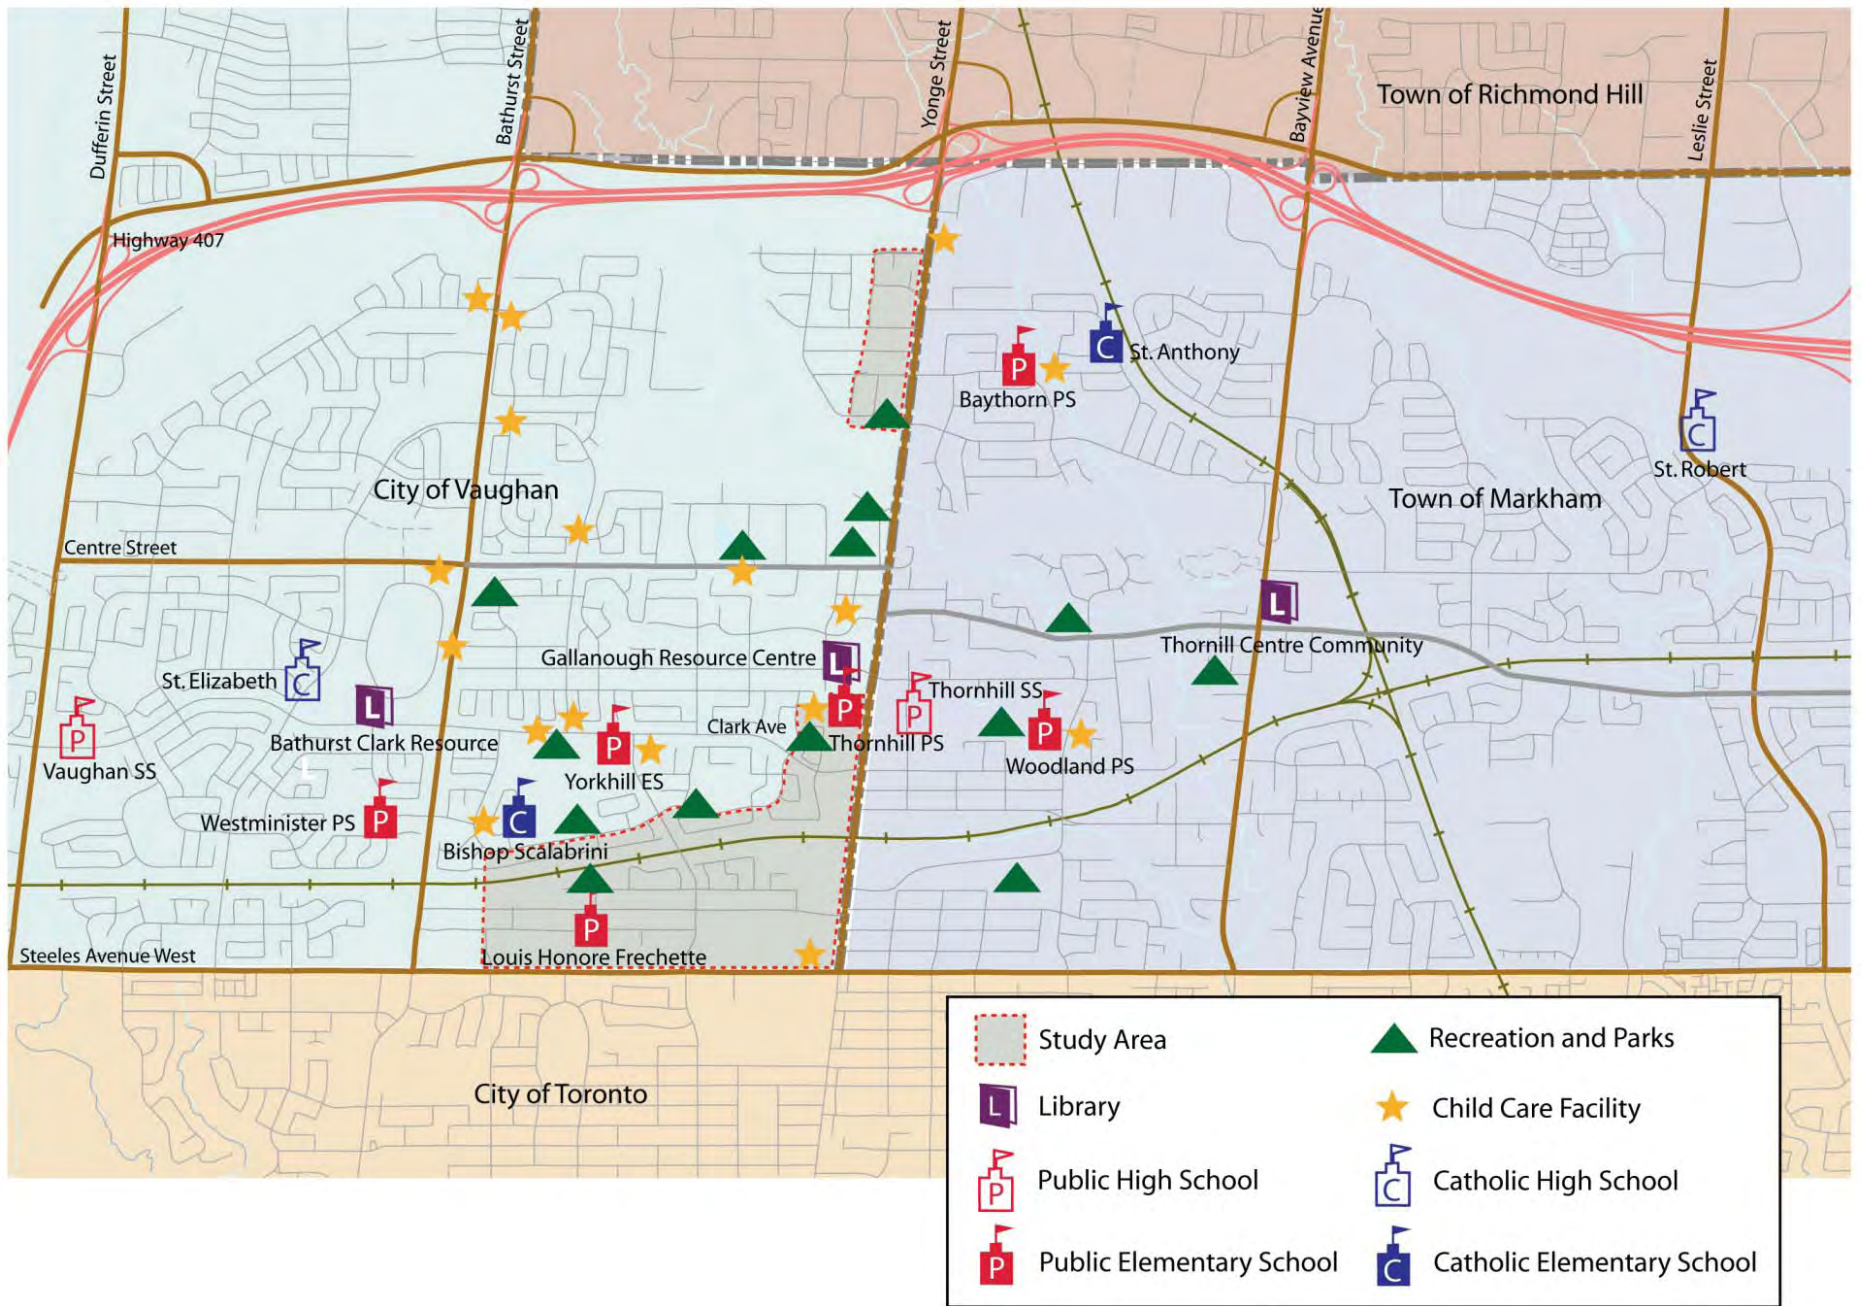 Dufferin Street
Bathurst Street
Yonge Street
Bayview Avenue
Leslie Street
Town of Richmond Hill
Highway 407
C
St. Anthony
P
Baythorn PS
C
St. Robert
City of Vaughan
Town of Markham
Centre Street
L
Thornill Centre Community
Gallanough Resource Centre
L
St. Elizabeth
C
L
Bathurst Clark Resource
L
P
Vaughan SS
Clark Ave
P
Thornhill PS
P
Thornhill SS
P
Woodland PS
P
Yorkhill ES
Westminister PS
P
C
Bishop Scalabrini
P
Louis Honore Frechette
Steeles Avenue West
City of Toronto
Study Area
Recreation and Parks
L
Library
Child Care Facility
P
Public High School
C
Catholic High School
P
Public Elementary School
C
Catholic Elementary School